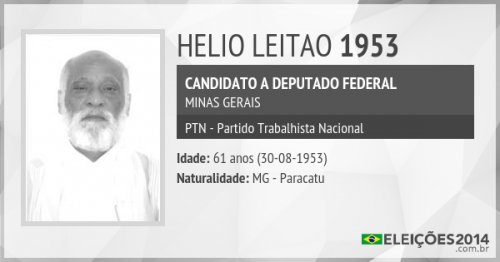 HELIO LEITAO 1953
CANDIDATO A DEPUTADO FEDERAL
MINAS GERAIS
PTN - Partido Trabalhista Nacional
Idade: 61 anos (30-08-1953)
Naturalidade: MG - Paracatu
ELEIÇÕES2014
.com.br